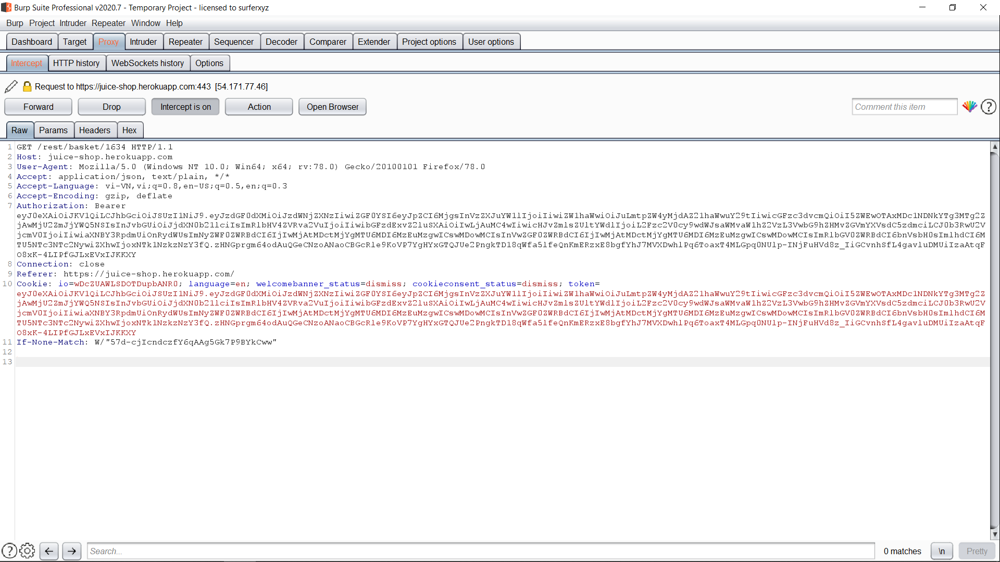 Burp Suite Professional v2020.7 - Temporary Project - licensed to surferxyz
Burp Project Intruder Repeater Window Help
Dashboard Target Proxy Intruder Repeater Sequencer Decoder Comparer Extender Project options User options
Intercept HTTP history WebSockets history Options
Request to https://juice-shop.herokuapp.com:443 [54.171.77.46]
Forward Drop Intercept is on Action Open Browser Comment this item
Raw Params Headers Hex
1 GET /rest/basket/1634 HTTP/1.1
2 Host: juice-shop.herokuapp.com
3 User-Agent: Mozilla/5.0 (Windows NT 10.0; Win64; x64; rv:78.0) Gecko/20100101 Firefox/78.0
4 Accept: application/json, text/plain, */*
5 Accept-Language: vi-VN,vi;q=0.8,en-US;q=0.5,en;q=0.3
6 Accept-Encoding: gzip, deflate
7 Authorization: Bearer
eyJ0eXAiOiJKV1QiLCJhbGciOiJSUzI1NiJ9.eyJzdGF0dXMiOiJzdWNjZXNzIiwiZGF0YSI6eyJpZCI6MjgsInVzZXJuYW1lIjoiIiwiZW1haWwiOiJuLmtpZW4yMjdAZ21haWwuY29tIiwicGFzc3dvcmQiOiI5ZWEwOTAxMDc1NDNkYTg3MTg2Z
jAwMjU2ZmJjYWQ5NSIsInJvbGUiOiJjdXN0b21lciIsImRlbHV4ZVRva2VuIjoiIiwibGFzdExvZ2luSXAiOiIwLjAuMC4wIiwicHJvZmlsZUltYWdlIjoiL2Fzc2V0cy9wdWJsaWMvaW1hZ2VzL3VwbG9hZHMvZGVmYXVsdC5zdmciLCJ0b3RwU2V
jcmV0IjoiIiwiaXNBY3RpdmUiOnRydWUsImNyZWF0ZWRBdCI6IjIwMjAtMDctMjYgMTU6MDI6MzEuMzgwICswMDowMCIsInVwZGF0ZWRBdCI6IjIwMjAtMDctMjYgMTU6MDI6MzEuMzgwICswMDowMCIsImRlbGV0ZWRBdCI6bnVsbH0sImlhdCI6M
TU5NTc3NTc2NywiZXhwIjoxNTk1NzkzNzY3fQ.zHNGprgm64odAuQGeCNzoANaoCBGcRle9KoVP7YgHYxGTQJUe2PngkTD18qWfa5lfeQnKmERzxE8bgfYhJ7MVXDwhlPq6ToaxT4MLGpq0NUlp-INjFuHVd8z_IiGCvnhSfL4gavluDMUiIzaAtqF
O8xK-4LIPfGJLxEVxIJKKXY
8 Connection: close
9 Referer: https://juice-shop.herokuapp.com/
10 Cookie: io=wDcZUAWLSDOTDupbANR0; language=en; welcomebanner_status=dismiss; cookieconsent_status=dismiss; token=
eyJ0eXAiOiJKV1QiLCJhbGciOiJSUzI1NiJ9.eyJzdGF0dXMiOiJzdWNjZXNzIiwiZGF0YSI6eyJpZCI6MjgsInVzZXJuYW1lIjoiIiwiZW1haWwiOiJuLmtpZW4yMjdAZ21haWwuY29tIiwicGFzc3dvcmQiOiI5ZWEwOTAxMDc1NDNkYTg3MTg2Z
jAwMjU2ZmJjYWQ5NSIsInJvbGUiOiJjdXN0b21lciIsImRlbHV4ZVRva2VuIjoiIiwibGFzdExvZ2luSXAiOiIwLjAuMC4wIiwicHJvZmlsZUltYWdlIjoiL2Fzc2V0cy9wdWJsaWMvaW1hZ2VzL3VwbG9hZHMvZGVmYXVsdC5zdmciLCJ0b3RwU2V
jcmV0IjoiIiwiaXNBY3RpdmUiOnRydWUsImNyZWF0ZWRBdCI6IjIwMjAtMDctMjYgMTU6MDI6MzEuMzgwICswMDowMCIsInVwZGF0ZWRBdCI6IjIwMjAtMDctMjYgMTU6MDI6MzEuMzgwICswMDowMCIsImRlbGV0ZWRBdCI6bnVsbH0sImlhdCI6M
TU5NTc3NTc2NywiZXhwIjoxNTk1NzkzNzY3fQ.zHNGprgm64odAuQGeCNzoANaoCBGcRle9KoVP7YgHYxGTQJUe2PngkTD18qWfa5lfeQnKmERzxE8bgfYhJ7MVXDwhlPq6ToaxT4MLGpq0NUlp-INjFuHVd8z_IiGCvnhSfL4gavluDMUiIzaAtqF
O8xK-4LIPfGJLxEVxIJKKXY
11 If-None-Match: W/"57d-cjIcndczfY6qAAg5Gk7P9BYkCww"
12
13
Search... 0 matches \n Pretty